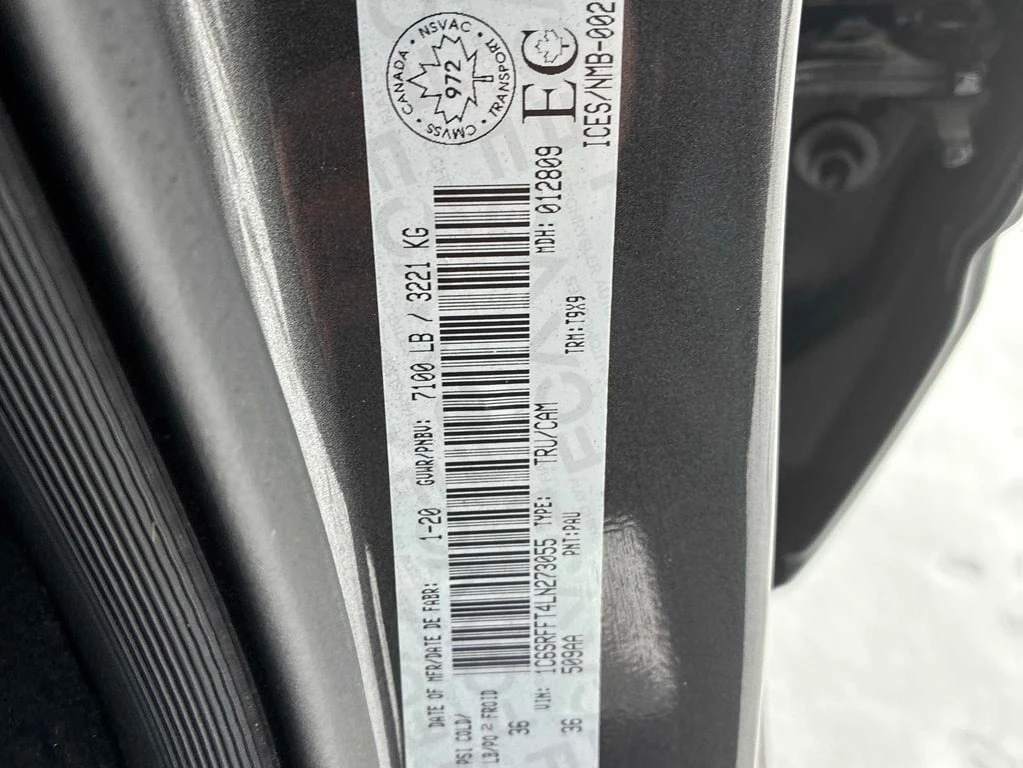 PSI COLD/
LB/PO 2 FROID
36
36
DATE OF MFR/DATE DE FABR: 1-20 GVWR/PNBV: 7100 LB / 3221 KG
CANADA • NSVAC • TRANSPORT • CMVSS •
972
T
EC
ICES/NMB-002
VIN: 1C6SRFFT4LN273055 TYPE: TRU/CAM MDH: 012809
509AA PNT:PAU TRM:T9X9